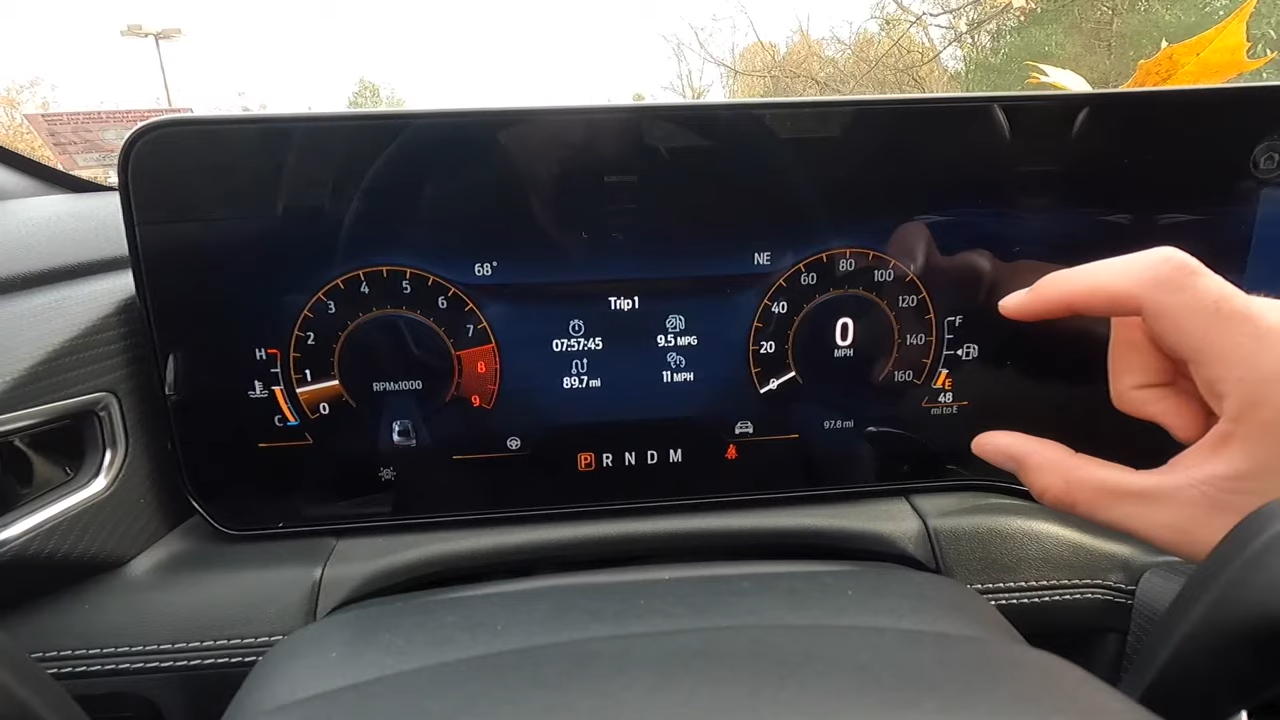 68°
NE
0
1
2
3
4
5
6
7
8
9
RPMx1000
H
C
Trip 1
07:57:45
9.5 MPG
89.7 mi
11 MPH
0
20
40
60
80
100
120
140
160
0
MPH
F
E
48
mi to E
97.8 mi
P R N D M